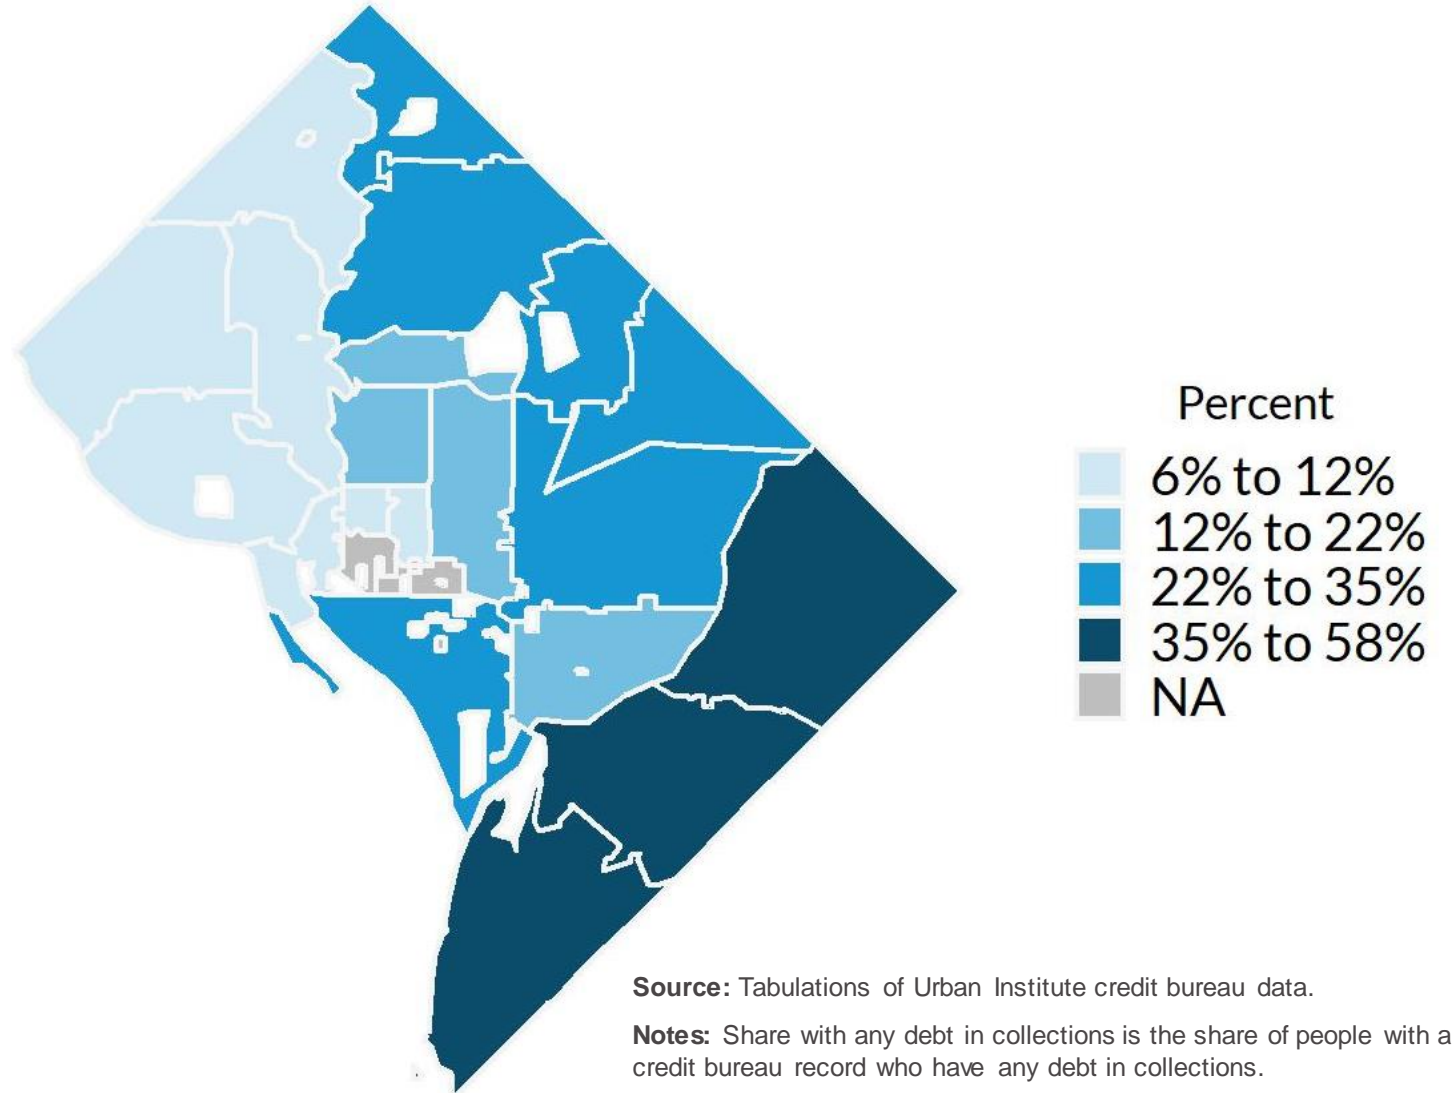 Percent
6% to 12%
12% to 22%
22% to 35%
35% to 58%
NA
Source: Tabulations of Urban Institute credit bureau data.
Notes: Share with any debt in collections is the share of people with a
credit bureau record who have any debt in collections.